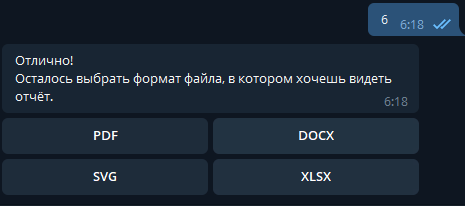 6
6:18
Отлично!
Осталось выбрать формат файла, в котором хочешь видеть
отчёт.
6:18
PDF
DOCX
SVG
XLSX